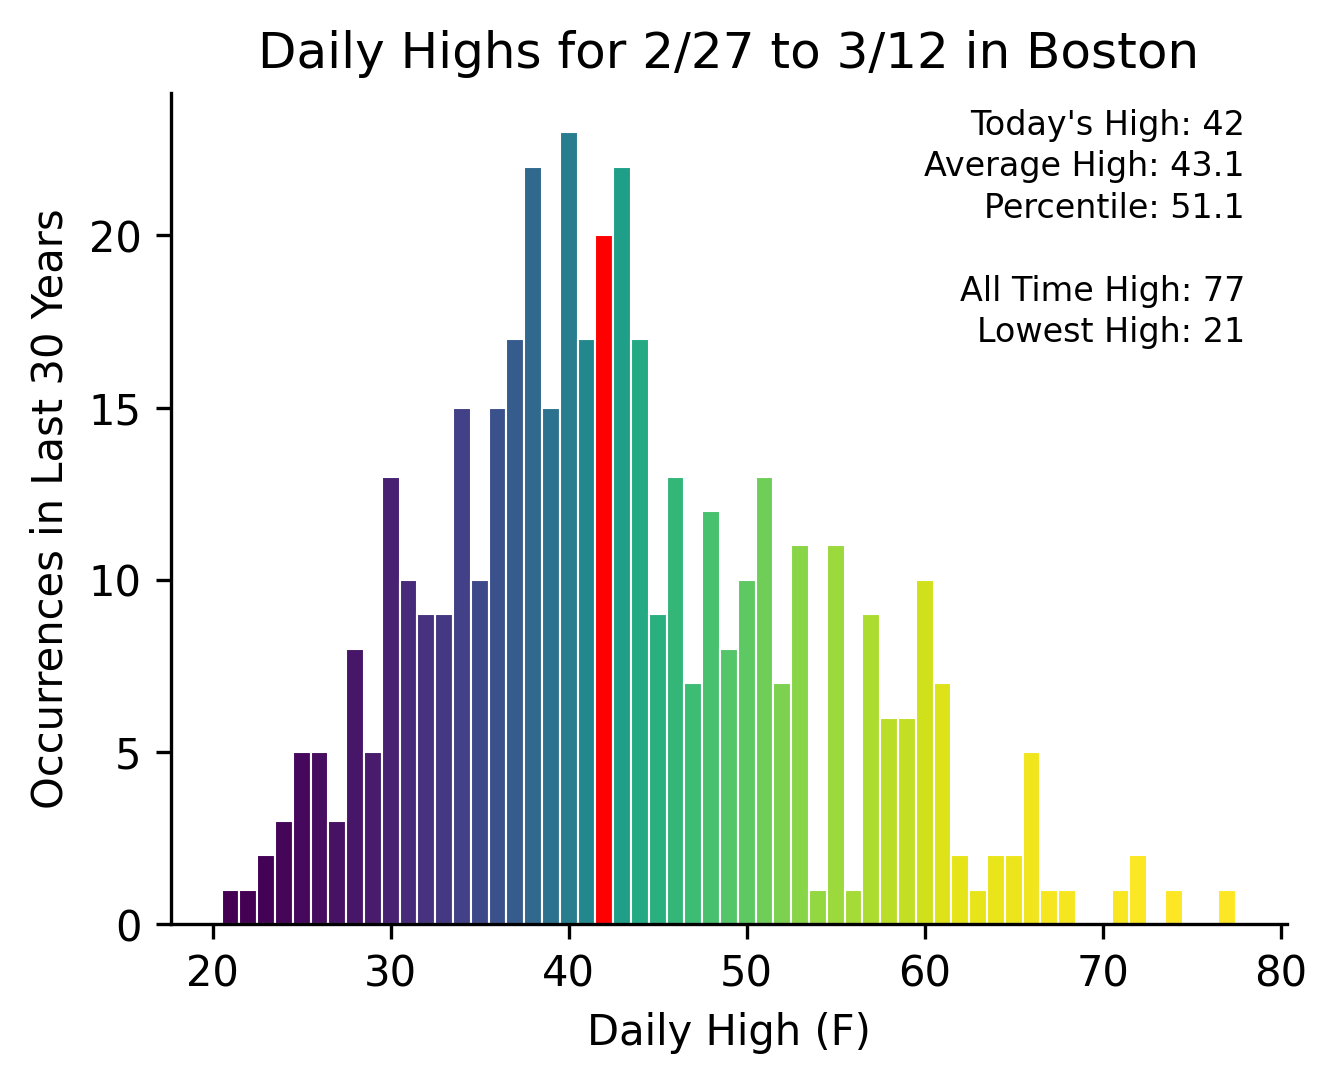 Daily Highs for 2/27 to 3/12 in Boston
Today's High: 42
Average High: 43.1
Percentile: 51.1
All Time High: 77
Lowest High: 21
Occurrences in Last 30 Years
20
15
10
5
0
20 30 40 50 60 70 80
Daily High (F)